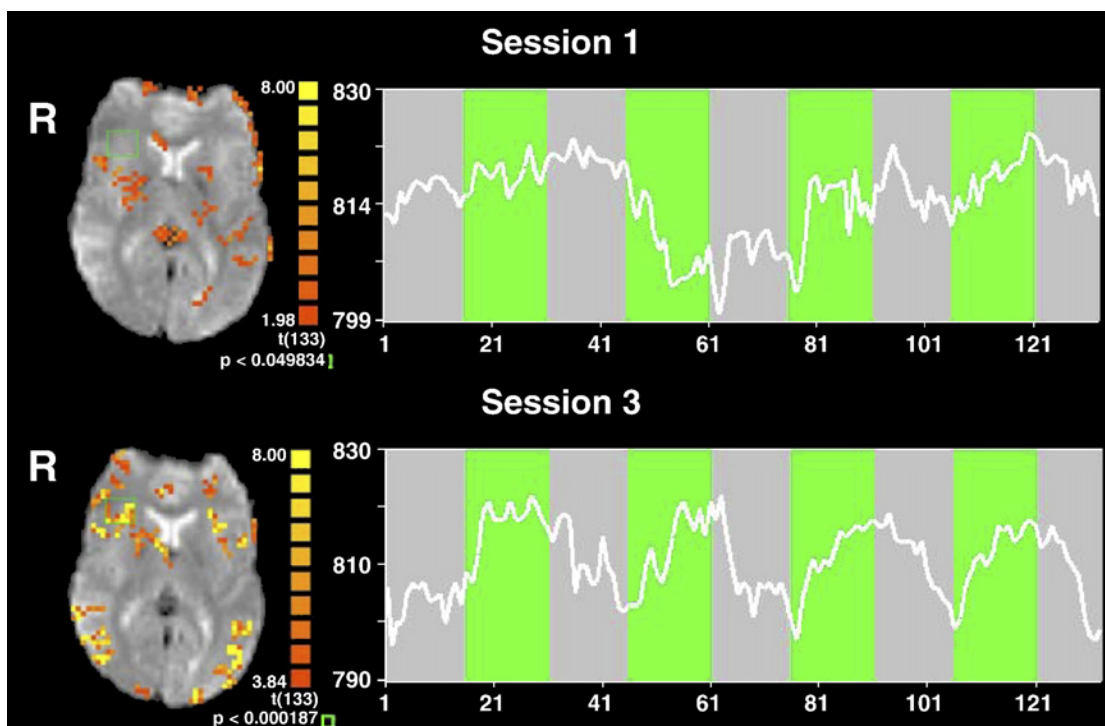 Session 1
R
8.00
1.98
t(133)
p < 0.049834
830
814
799
1 21 41 61 81 101 121
Session 3
R
8.00
3.84
t(133)
p < 0.000187
830
810
790
1 21 41 61 81 101 121